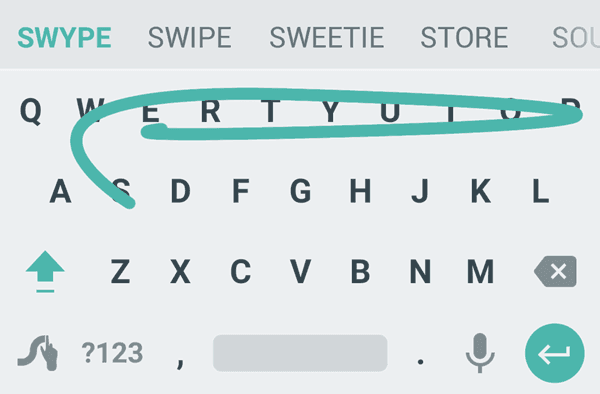 SWYPE SWIPE SWEETIE STORE SOU
Q W E R T Y U I O P
A S D F G H J K L
Z X C V B N M
?123 , .